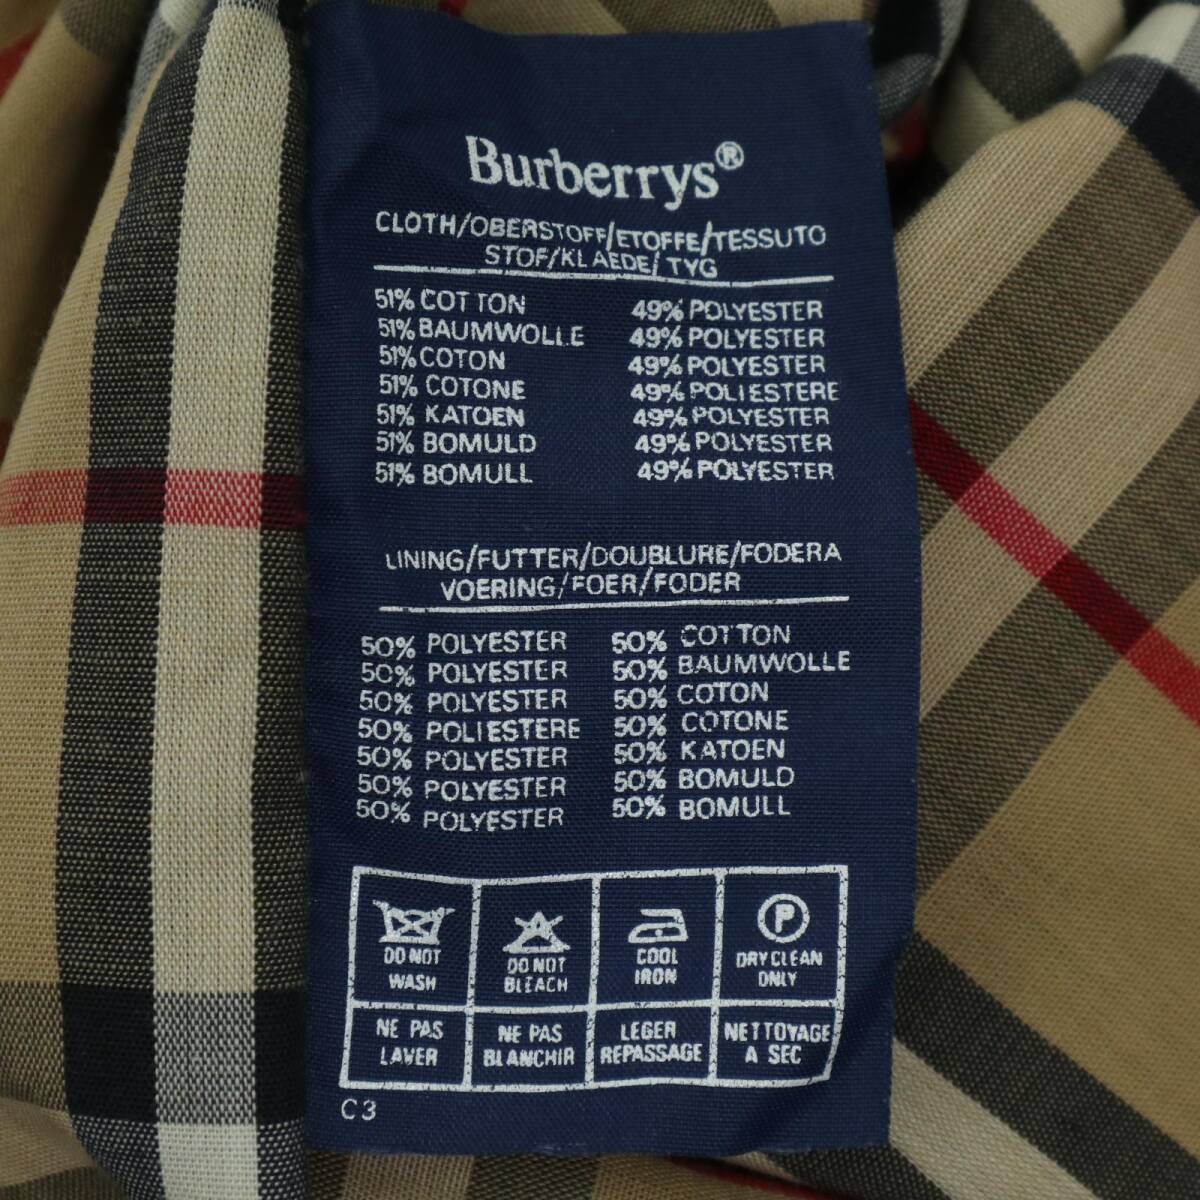 Burberrys®
CLOTH/OBERSTOFF/ETOFFE/TESSUTO
STOF/KLAEDE/TYG
51% COTTON 49% POLYESTER
51% BAUMWOLLE 49% POLYESTER
51% COTON 49% POLYESTER
51% COTONE 49% POLIESTERE
51% KATOEN 49% POLYESTER
51% BOMULD 49% POLYESTER
51% BOMULL 49% POLYESTER
LINING/FUTTER/DOUBLURE/FODERA
VOERING/FOER/FODER
50% POLYESTER 50% COTTON
50% POLYESTER 50% BAUMWOLLE
50% POLYESTER 50% COTON
50% POLIESTERE 50% COTONE
50% POLYESTER 50% KATOEN
50% POLYESTER 50% BOMULD
50% POLYESTER 50% BOMULL
P
DO NOT DO NOT COOL DRY CLEAN
WASH BLEACH IRON ONLY
NE PAS NE PAS LEGER NETTOYAGE
LAVER BLANCHIR REPASSAGE A SEC
C3